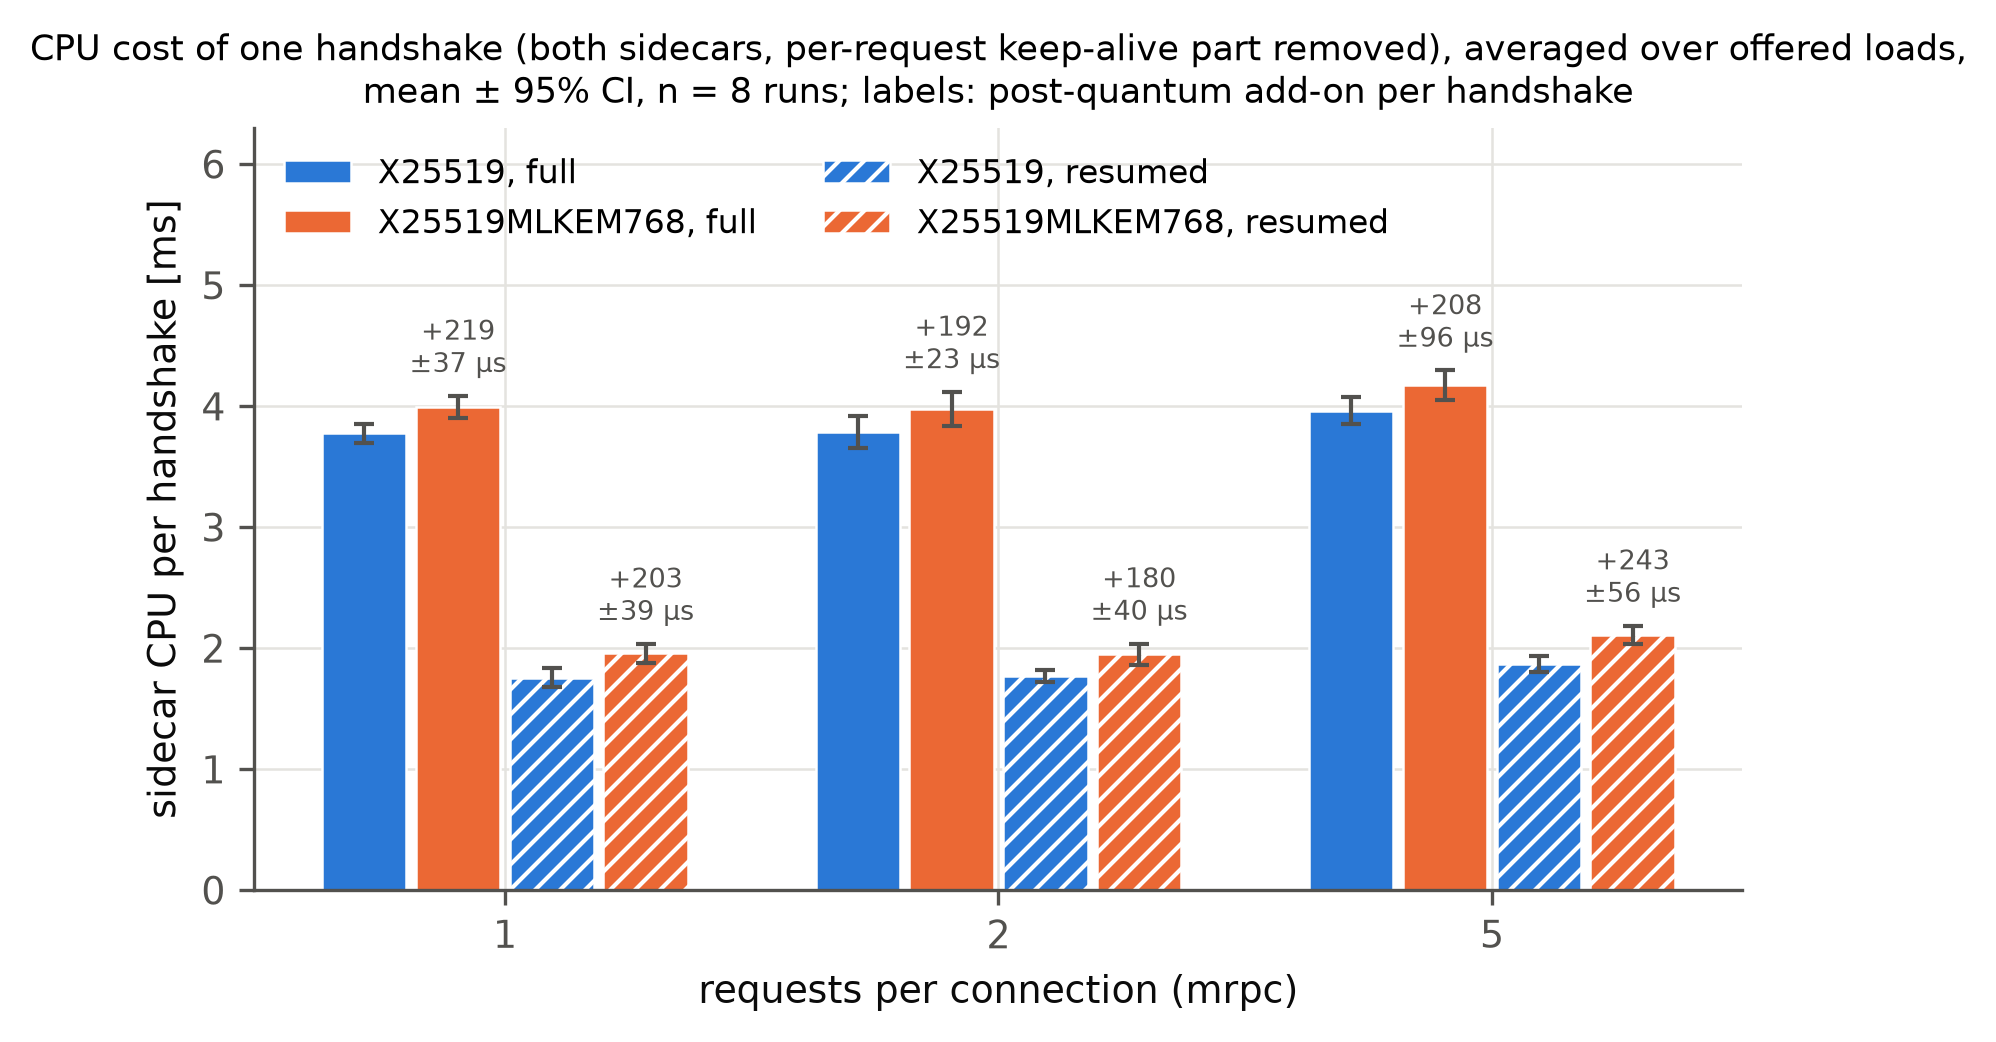 CPU cost of one handshake (both sidecars, per-request keep-alive part removed), averaged over offered loads,
mean ± 95% CI, n = 8 runs; labels: post-quantum add-on per handshake
X25519, full
X25519MLKEM768, full
X25519, resumed
X25519MLKEM768, resumed
sidecar CPU per handshake [ms]
6
5
4
3
2
1
0
+219
±37 µs
+203
±39 µs
+192
±23 µs
+180
±40 µs
+208
±96 µs
+243
±56 µs
1
2
5
requests per connection (mrpc)